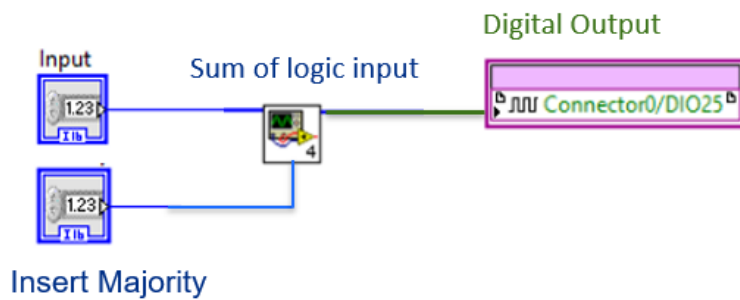 Digital Output
Input
Sum of logic input
1.23
I16
4
Connector0/DIO25
1.23
I16
Insert Majority